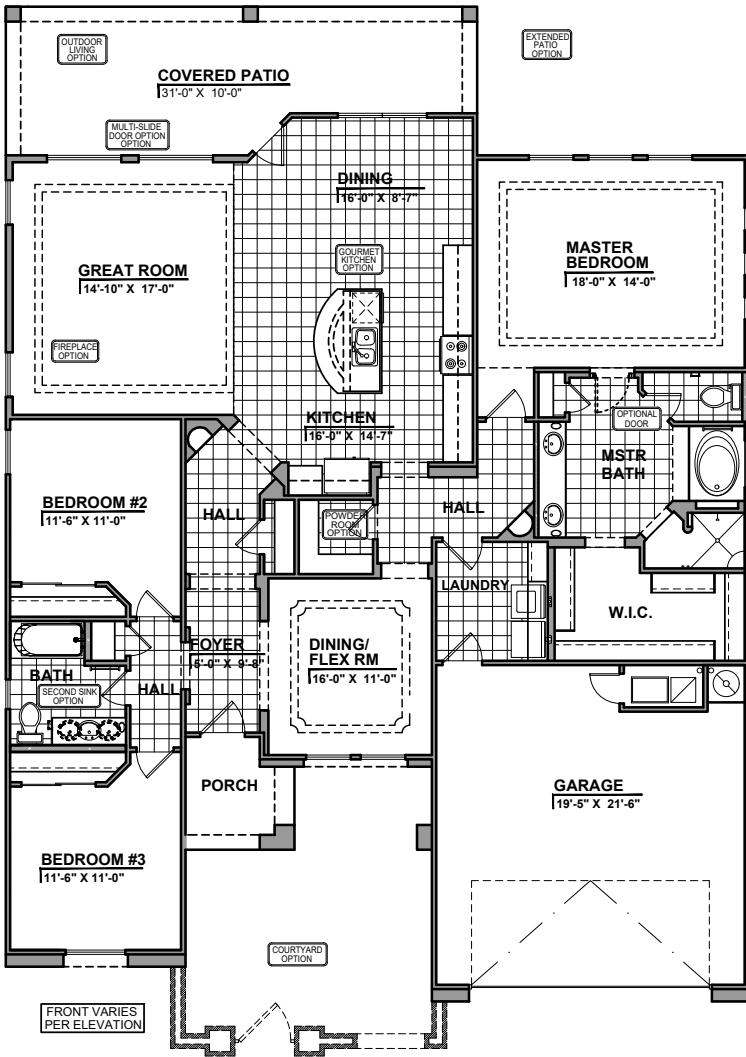 OUTDOOR
LIVING
OPTION
EXTENDED
PATIO
OPTION
COVERED PATIO
31'-0" X 10'-0"
MULTI-SLIDE
DOOR OPTION
OPTION
DINING
16'-0" X 8'-7"
GREAT ROOM
14'-10" X 17'-0"
GOURMET
KITCHEN
OPTION
MASTER
BEDROOM
18'-0" X 14'-0"
FIREPLACE
OPTION
KITCHEN
16'-0" X 14'-7"
OPTIONAL
DOOR
MSTR
BATH
BEDROOM #2
11'-6" X 11'-0"
HALL
POWDER
ROOM
OPTION
HALL
LAUNDRY
W.I.C.
FOYER
5'-0" X 9'-8"
DINING/
FLEX RM
16'-0" X 11'-0"
BATH
SECOND SINK
OPTION
HALL
PORCH
GARAGE
19'-5" X 21'-6"
BEDROOM #3
11'-6" X 11'-0"
COURTYARD
OPTION
FRONT VARIES
PER ELEVATION